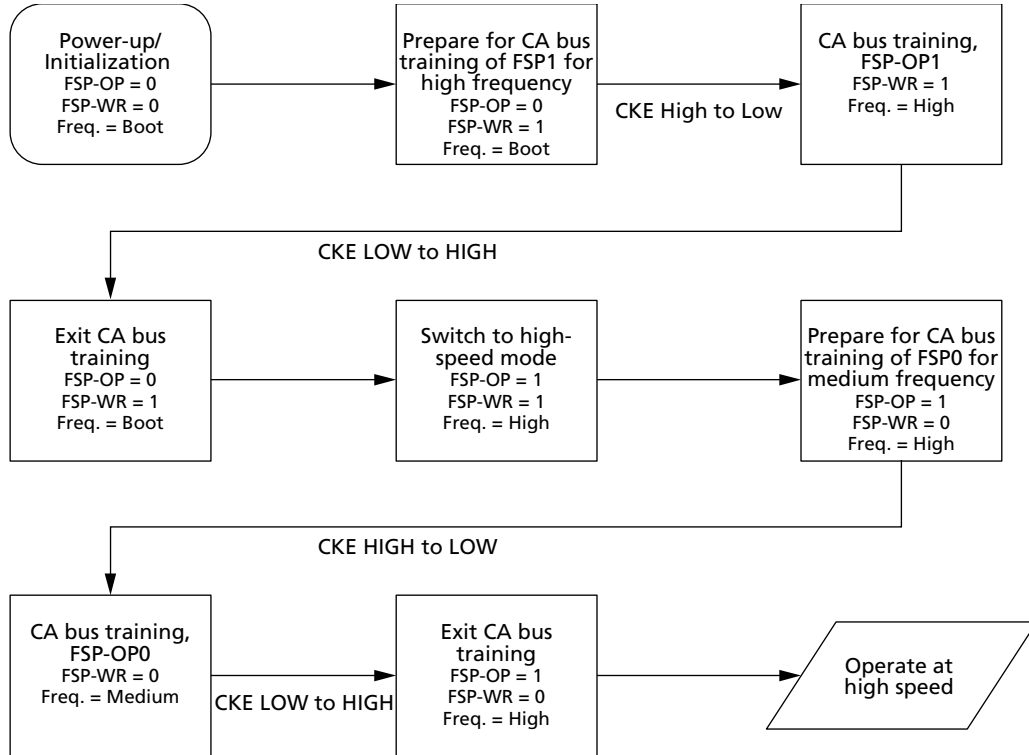 Power-up/
Initialization
FSP-OP = 0
FSP-WR = 0
Freq. = Boot
Prepare for CA bus
training of FSP1 for
high frequency
FSP-OP = 0
FSP-WR = 1
Freq. = Boot
CKE High to Low
CA bus training,
FSP-OP1
FSP-WR = 1
Freq. = High
CKE LOW to HIGH
Exit CA bus
training
FSP-OP = 0
FSP-WR = 1
Freq. = Boot
Switch to high-
speed mode
FSP-OP = 1
FSP-WR = 1
Freq. = High
Prepare for CA bus
training of FSP0 for
medium frequency
FSP-OP = 1
FSP-WR = 0
Freq. = High
CKE HIGH to LOW
CA bus training,
FSP-OP0
FSP-WR = 0
Freq. = Medium
CKE LOW to HIGH
Exit CA bus
training
FSP-OP = 1
FSP-WR = 0
Freq. = High
Operate at
high speed